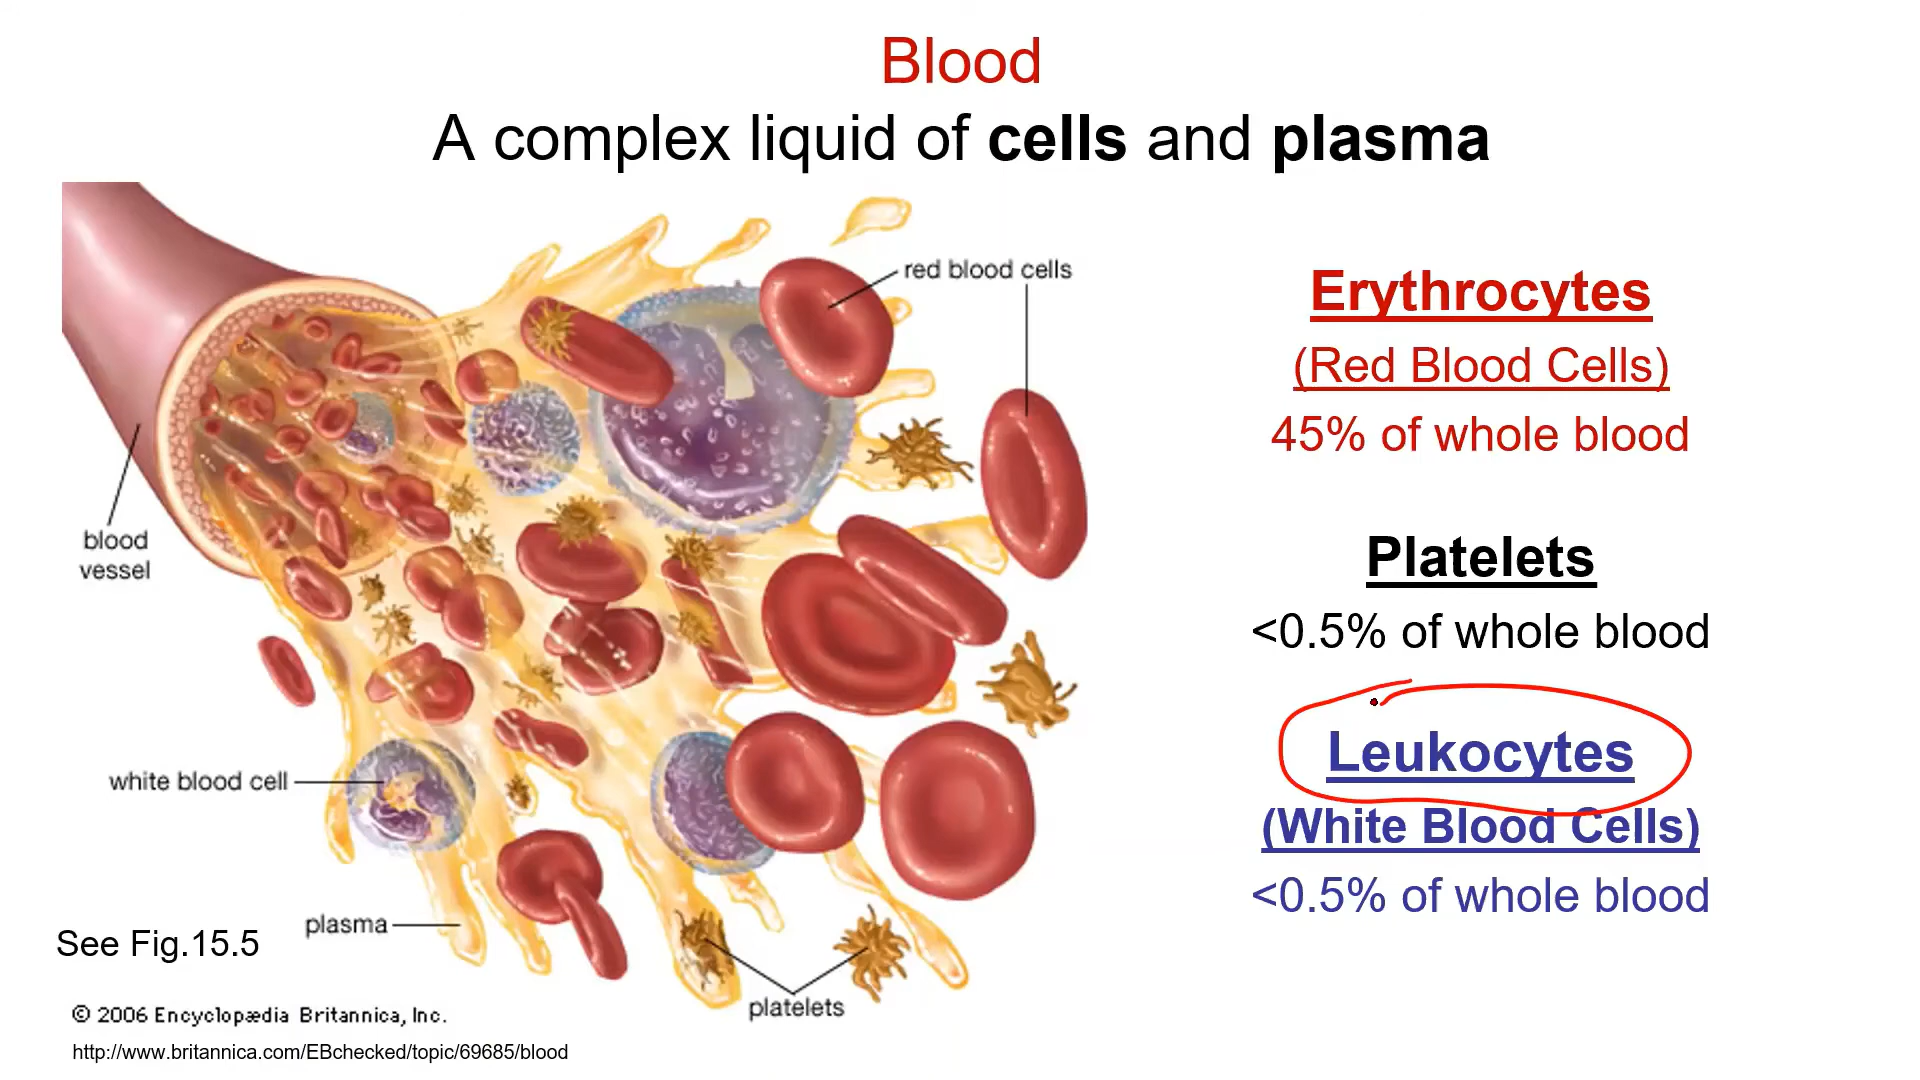 Blood
A complex liquid of cells and plasma
red blood cells
blood
vessel
white blood cell
plasma
platelets
Erythrocytes
(Red Blood Cells)
45% of whole blood
Platelets
<0.5% of whole blood
Leukocytes
(White Blood Cells)
<0.5% of whole blood
See Fig.15.5
© 2006 Encyclopædia Britannica, Inc.
http://www.britannica.com/EBchecked/topic/69685/blood